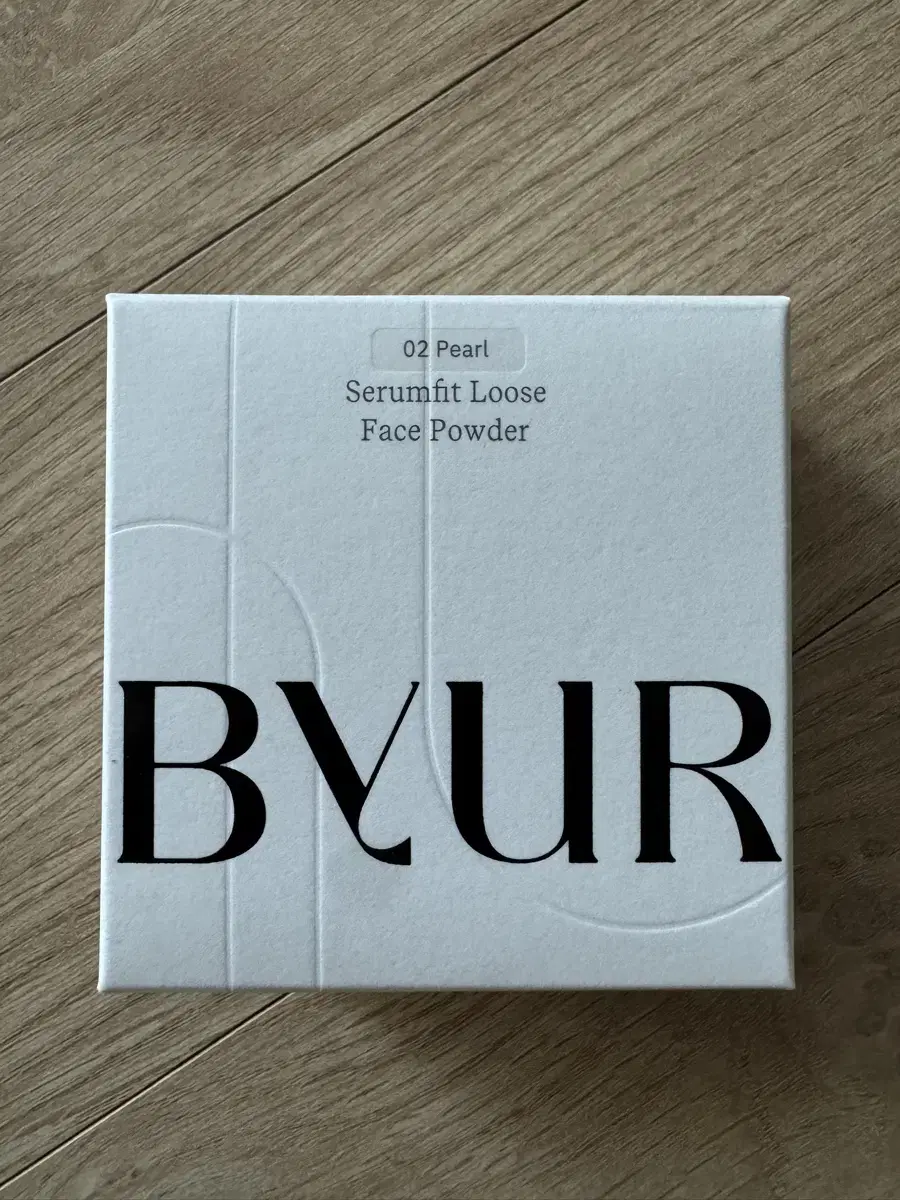 02 Pearl
Serumfit Loose
Face Powder
BYUR